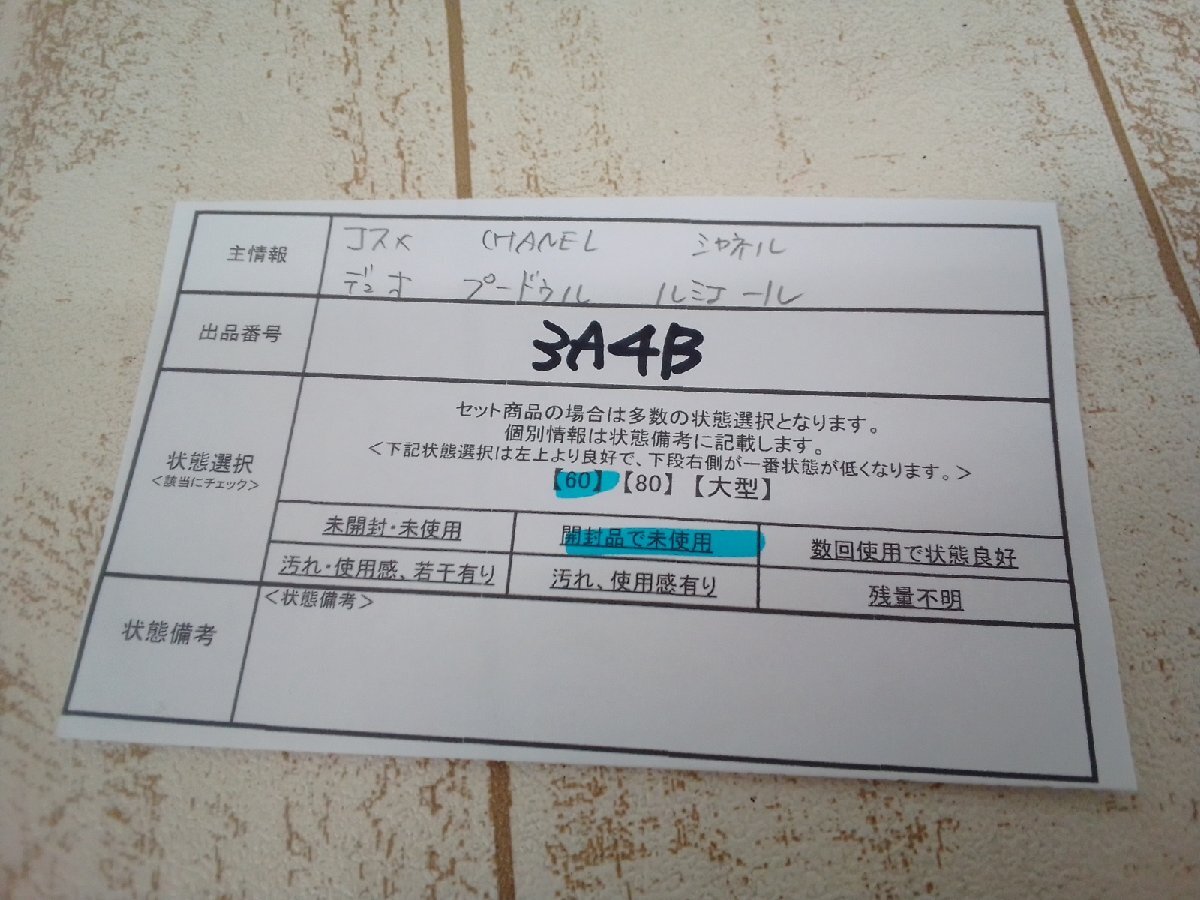 主情報
コスメ CHANEL シャネル
デュオ プードゥル ルミエール
出品番号
3A4B
状態選択
＜該当にチェック＞
セット商品の場合は多数の状態選択となります。
個別情報は状態備考に記載します。
＜下記状態選択は左上より良好で、下段右側が一番状態が低くなります。＞
【60】【80】【大型】
未開封・未使用 開封品で未使用 数回使用で状態良好
汚れ・使用感、若干有り 汚れ、使用感有り 残量不明
状態備考
＜状態備考＞